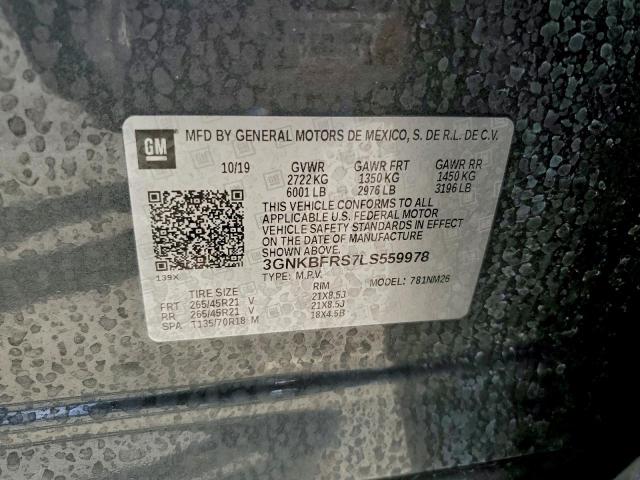 GM
MFD BY GENERAL MOTORS DE MEXICO, S. DE R.L. DE C.V.
10/19 GVWR GAWR FRT GAWR RR
2722 KG 1350 KG 1450 KG
6001 LB 2976 LB 3196 LB
THIS VEHICLE CONFORMS TO ALL
APPLICABLE U.S. FEDERAL MOTOR
VEHICLE SAFETY STANDARDS IN EFFECT
ON THE DATE OF MANUFACTURE
SHOWN ABOVE.
139X 3GNKBFRS7LS559978
TYPE: M.P.V. MODEL: 781NM26
TIRE SIZE RIM
FRT 265/45R21 V 21X8.5J
RR 265/45R21 V 21X8.5J
SPA T135/70R18 M 18X4.5B